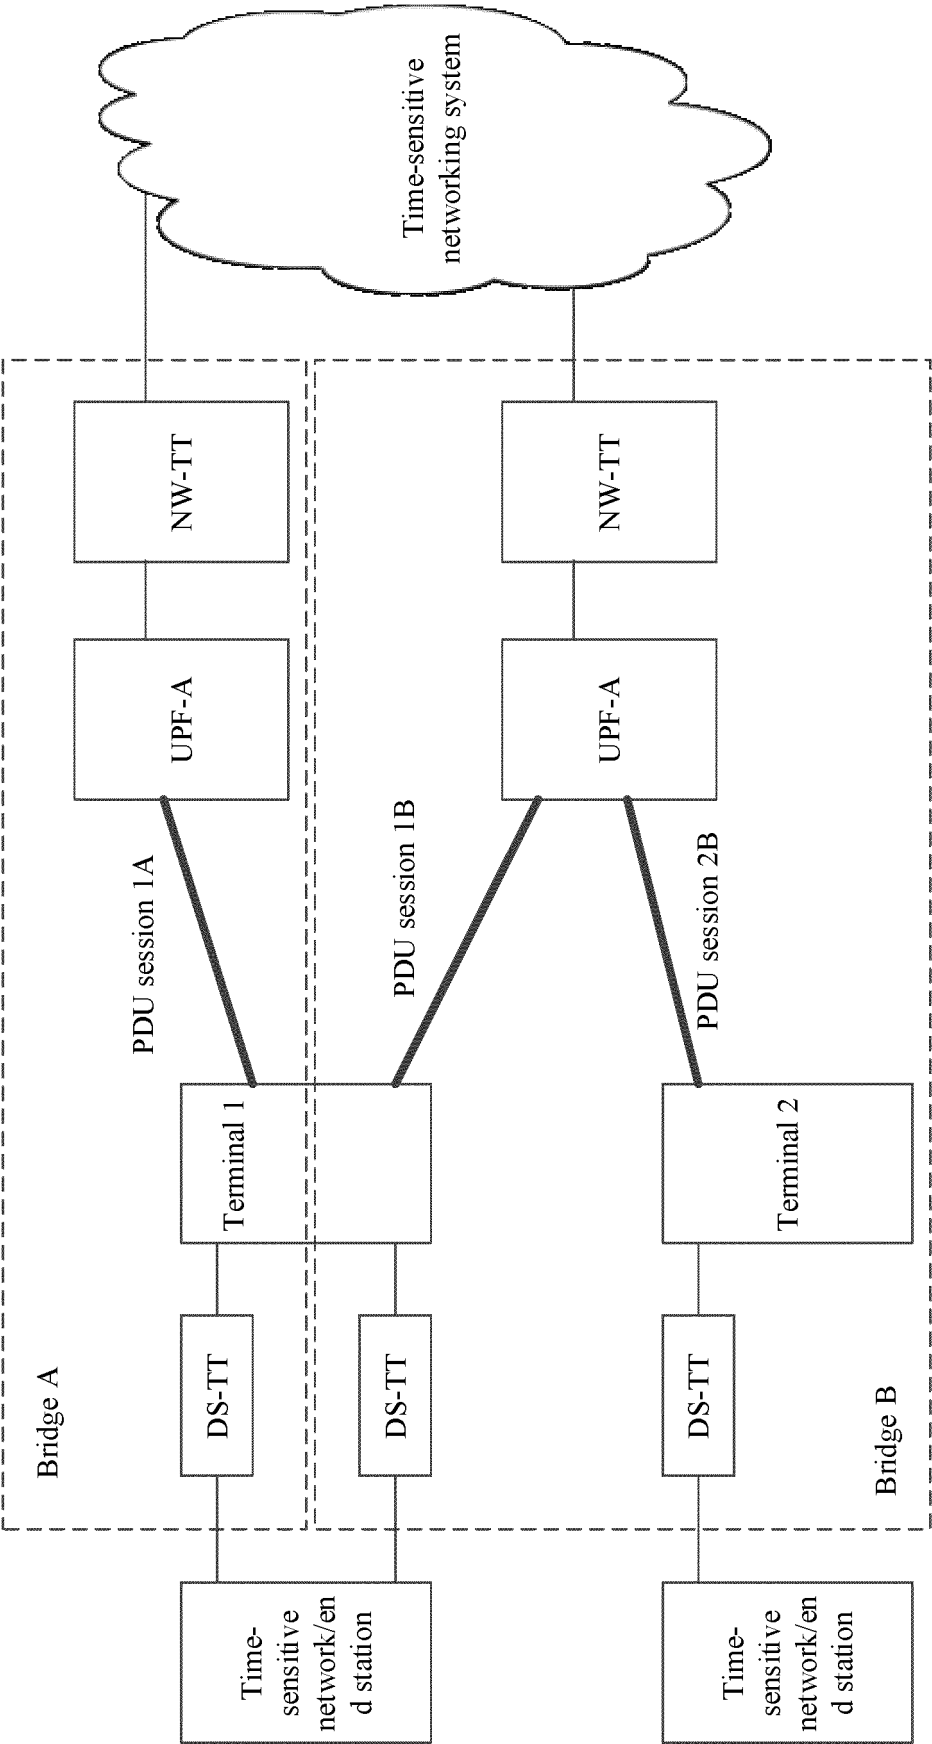 Bridge A
Time-
sensitive
network/en
d station
DS-TT
DS-TT
Terminal 1
PDU session 1A
UPF-A
NW-TT
Time-sensitive
networking system
PDU session 1B
UPF-A
NW-TT
PDU session 2B
Time-
sensitive
network/en
d station
DS-TT
Terminal 2
Bridge B